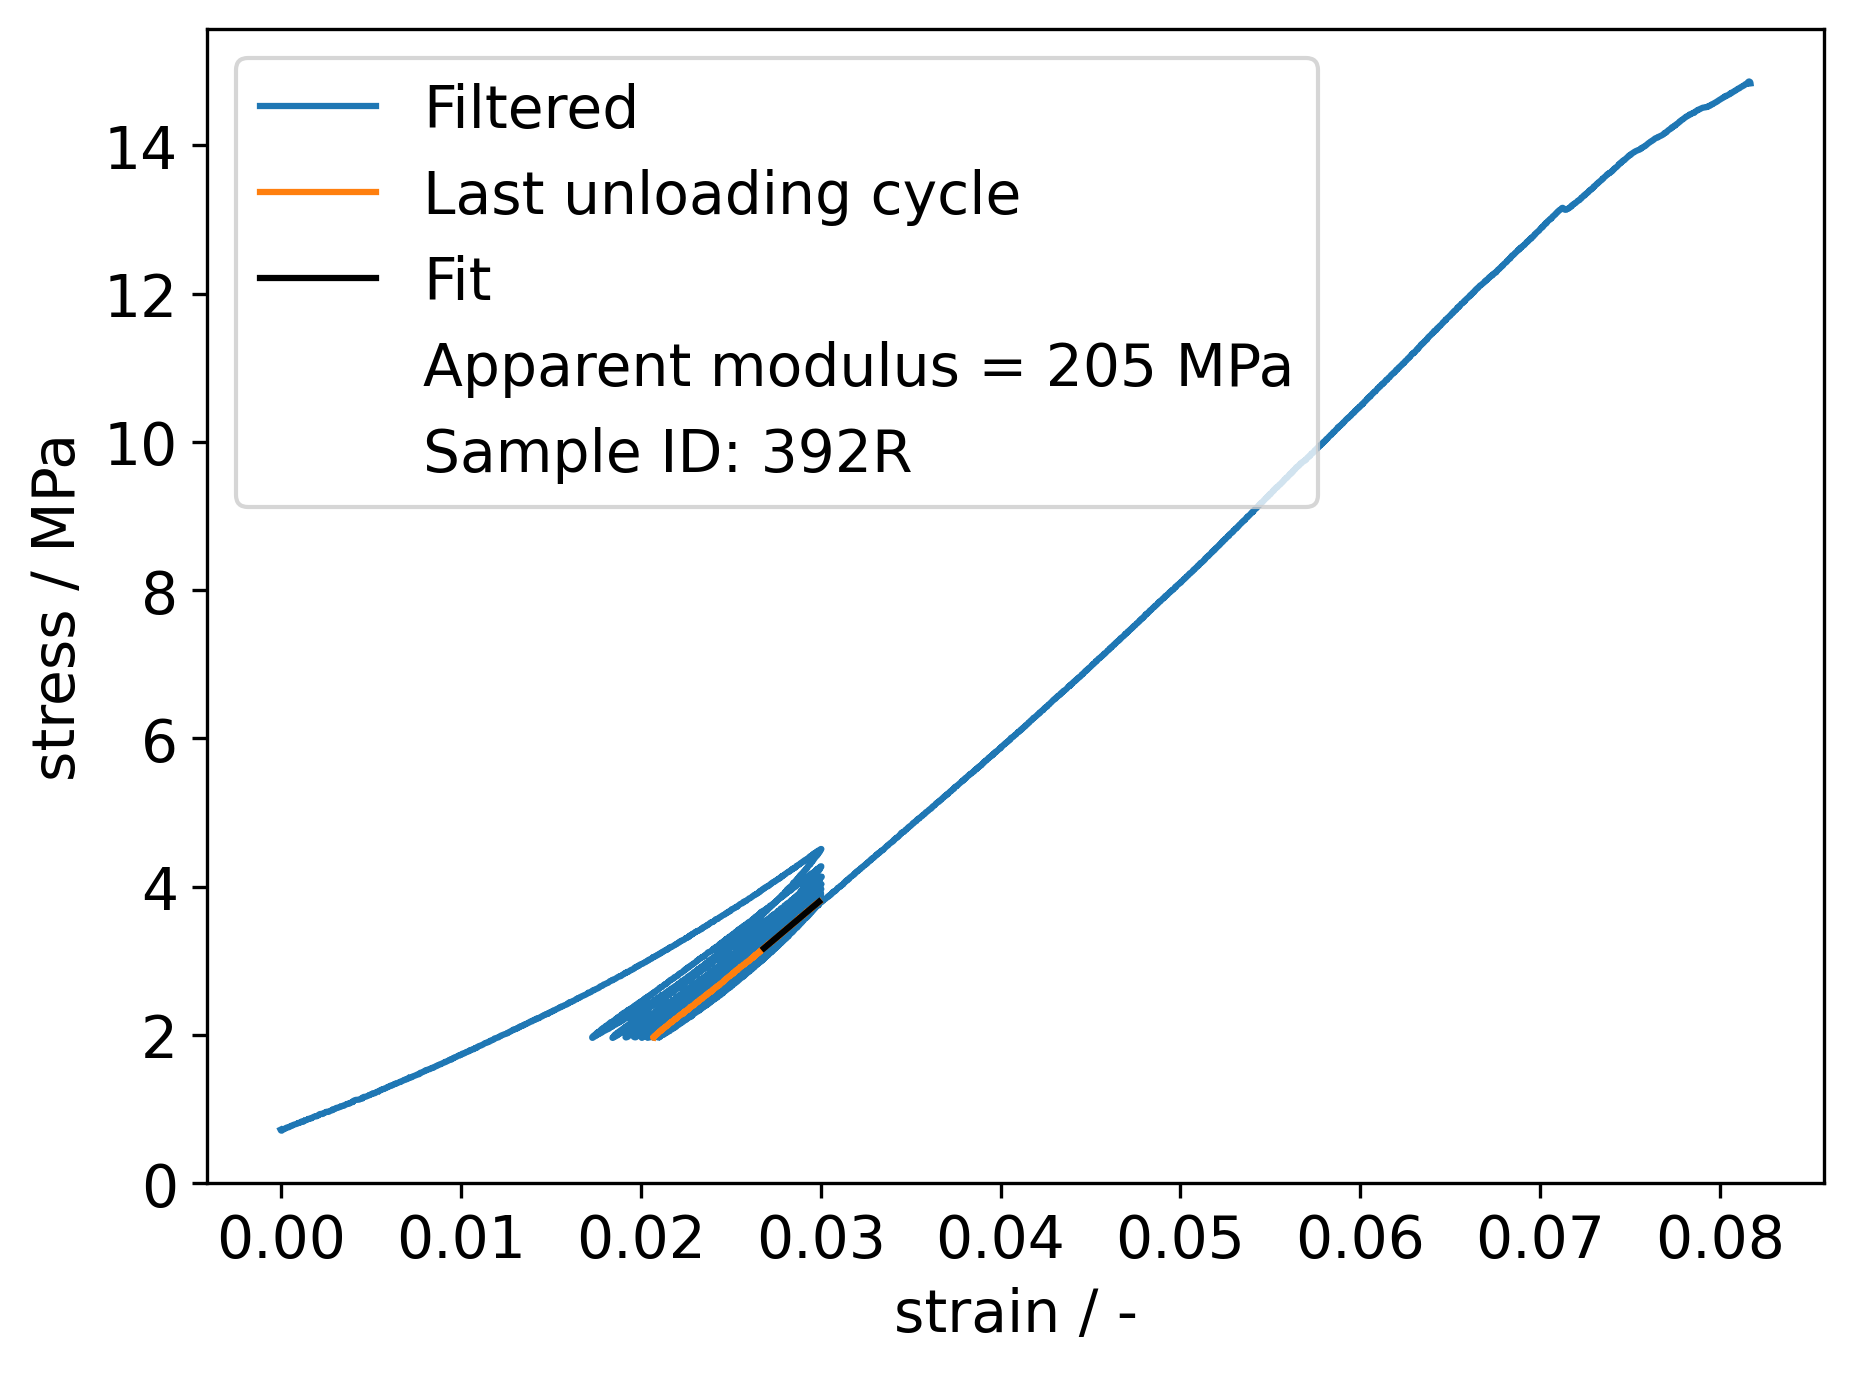 Filtered
Last unloading cycle
Fit
Apparent modulus = 205 MPa
Sample ID: 392R
stress / MPa
14
12
10
8
6
4
2
0
0.00 0.01 0.02 0.03 0.04 0.05 0.06 0.07 0.08
strain / -